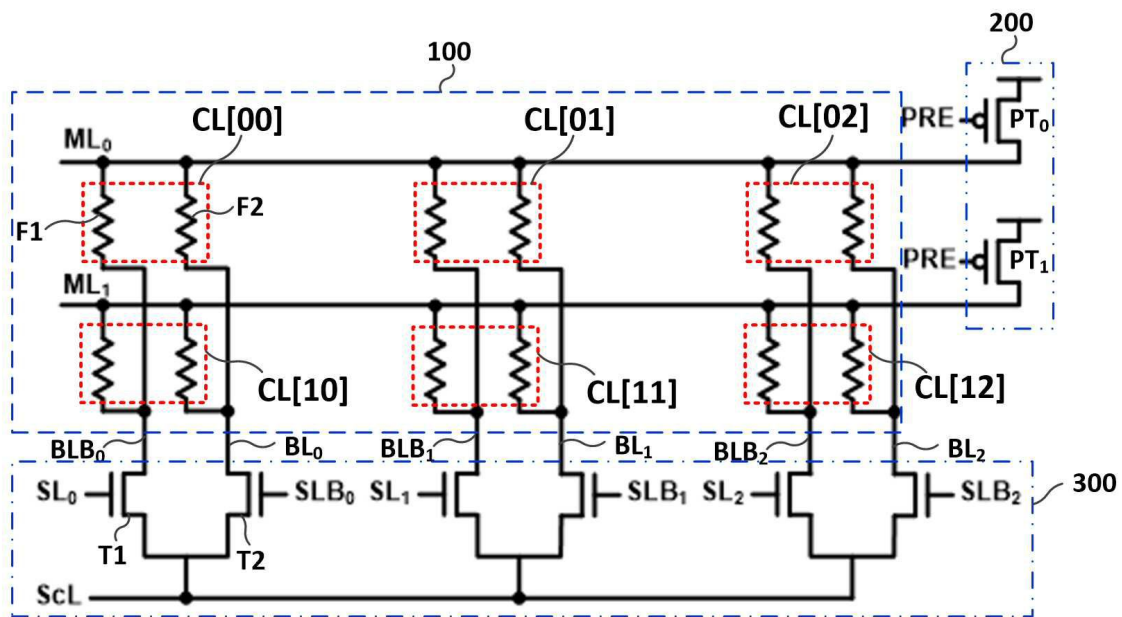 200
100
CL[00]
CL[01]
CL[02]
PRE
PT0
ML0
F1
F2
PRE
PT1
ML1
CL[10]
CL[11]
CL[12]
BLB0
BL0
BLB1
BL1
BLB2
BL2
SL0
SLB0
SL1
SLB1
SL2
SLB2
300
T1
T2
ScL